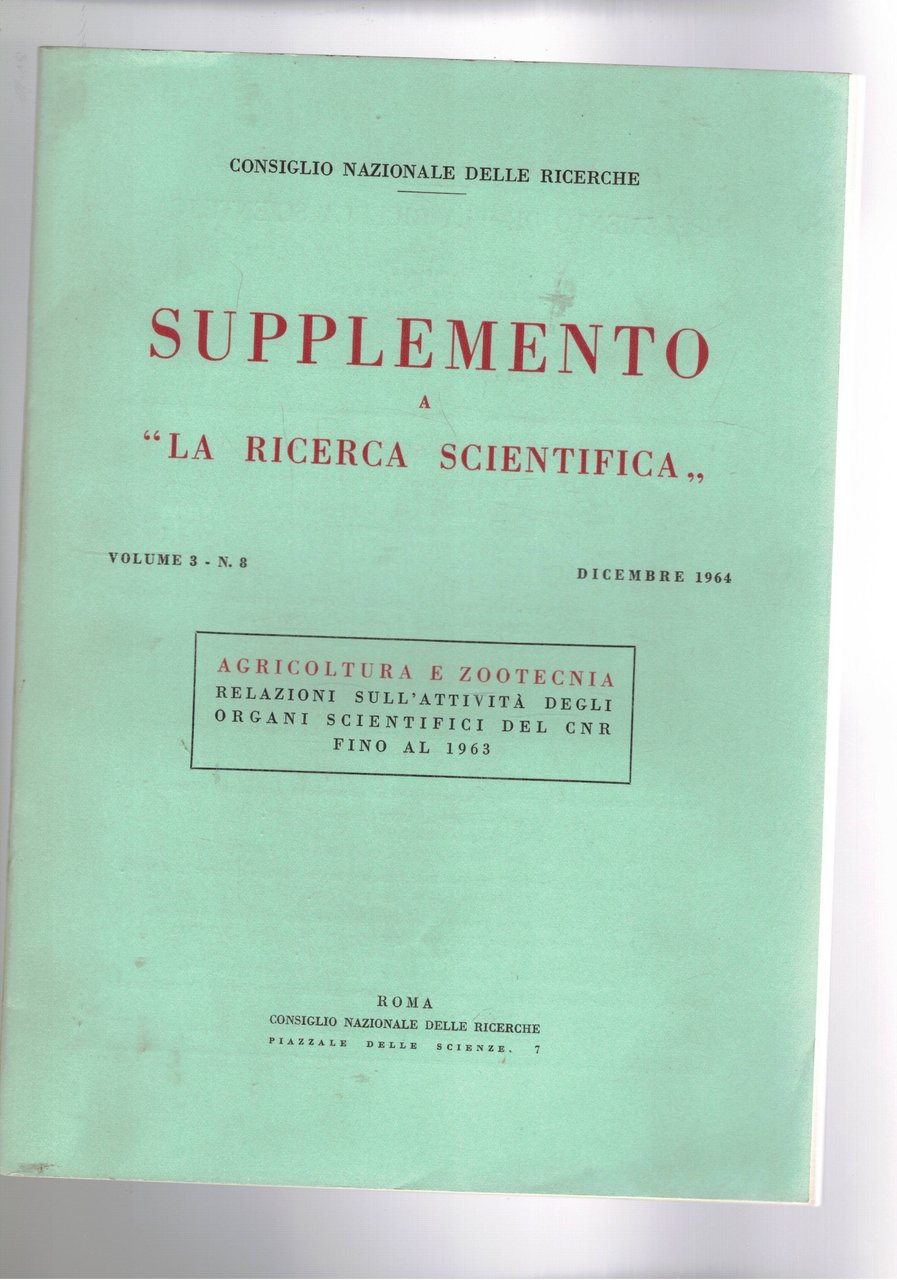 CONSIGLIO NAZIONALE DELLE RICERCHE
SUPPLEMENTO
A
“LA RICERCA SCIENTIFICA„
VOLUME 3 - N. 8
DICEMBRE 1964
AGRICOLTURA E ZOOTECNIA
RELAZIONI SULL'ATTIVITÀ DEGLI
ORGANI SCIENTIFICI DEL CNR
FINO AL 1963
ROMA
CONSIGLIO NAZIONALE DELLE RICERCHE
PIAZZALE DELLE SCIENZE, 7